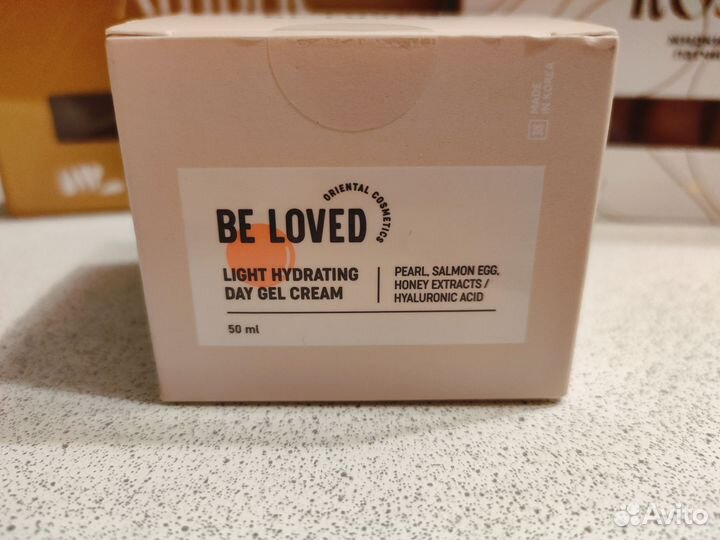 MADE
IN KOREA
ORIENTAL COSMETICS
BE LOVED
LIGHT HYDRATING
DAY GEL CREAM
PEARL, SALMON EGG,
HONEY EXTRACTS /
HYALURONIC ACID
50 ml
Avito